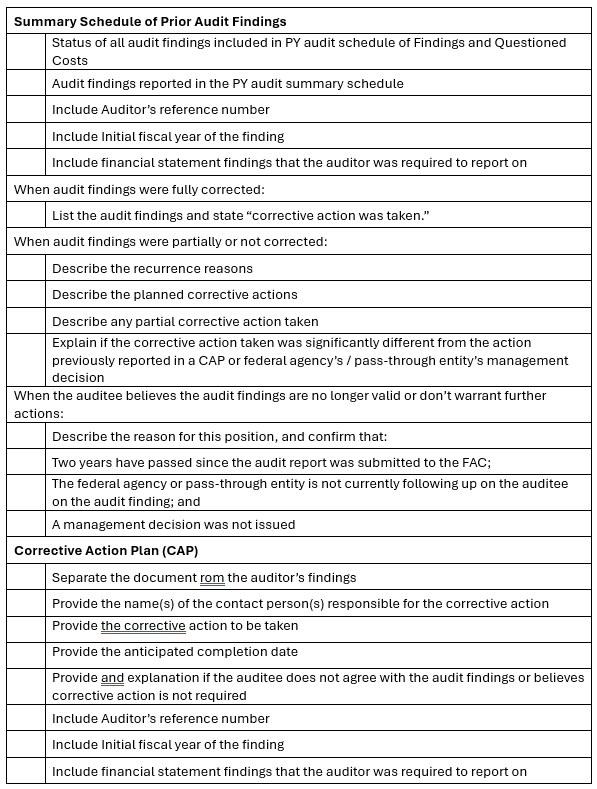 Summary Schedule of Prior Audit Findings
Status of all audit findings included in PY audit schedule of Findings and Questioned
Costs
Audit findings reported in the PY audit summary schedule
Include Auditor’s reference number
Include Initial fiscal year of the finding
Include financial statement findings that the auditor was required to report on
When audit findings were fully corrected:
List the audit findings and state “corrective action was taken.”
When audit findings were partially or not corrected:
Describe the recurrence reasons
Describe the planned corrective actions
Describe any partial corrective action taken
Explain if the corrective action taken was significantly different from the action
previously reported in a CAP or federal agency’s / pass-through entity’s management
decision
When the auditee believes the audit findings are no longer valid or don’t warrant further
actions:
Describe the reason for this position, and confirm that:
Two years have passed since the audit report was submitted to the FAC;
The federal agency or pass-through entity is not currently following up on the auditee
on the audit finding; and
A management decision was not issued
Corrective Action Plan (CAP)
Separate the document rom the auditor’s findings
Provide the name(s) of the contact person(s) responsible for the corrective action
Provide the corrective action to be taken
Provide the anticipated completion date
Provide and explanation if the auditee does not agree with the audit findings or believes
corrective action is not required
Include Auditor’s reference number
Include Initial fiscal year of the finding
Include financial statement findings that the auditor was required to report on